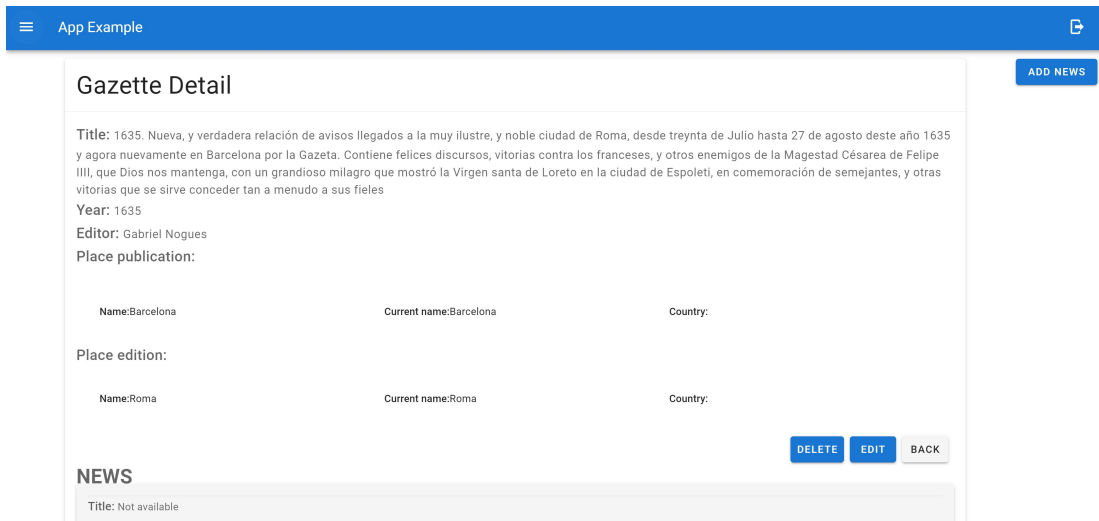 App Example
ADD NEWS
Gazette Detail
Title: 1635. Nueva, y verdadera relación de avisos llegados a la muy ilustre, y noble ciudad de Roma, desde treynta de Julio hasta 27 de agosto deste año 1635
y agora nuevamente en Barcelona por la Gazeta. Contiene felices discursos, vitorias contra los franceses, y otros enemigos de la Magestad Césarea de Felipe
IIII, que Dios nos mantenga, con un grandioso milagro que mostró la Virgen santa de Loreto en la ciudad de Espoleti, en comemoración de semejantes, y otras
vitorias que se sirve conceder tan a menudo a sus fieles
Year: 1635
Editor: Gabriel Nogues
Place publication:
Name:Barcelona Current name:Barcelona Country:
Place edition:
Name:Roma Current name:Roma Country:
DELETE EDIT BACK
NEWS
Title: Not available